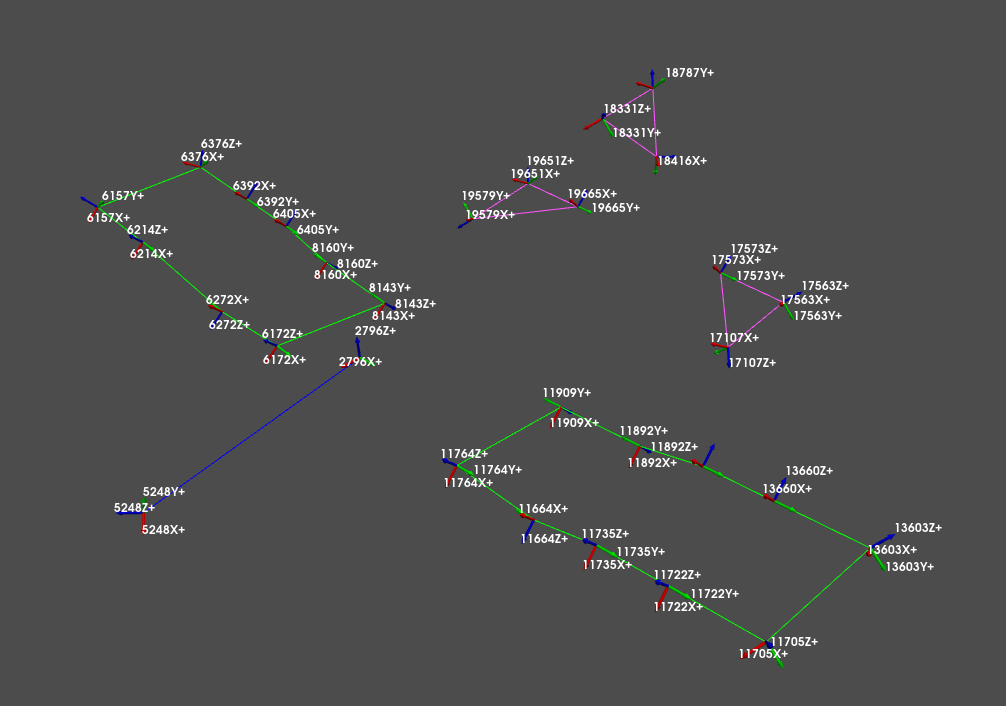 18787Y+
18331Z+
18331Y+
18416X+
6376Z+
6376X+
19651Z+
19651X+
6392X+
6392Y+
6157Y+
6157X+
19579Y+
19579X+
19665X+
19665Y+
6405X+
6405Y+
6214Z+
6214X+
8160Y+
8160Z+
8160X+
17573Z+
17573X+
17573Y+
8143Y+
8143Z+
8143X+
17563Z+
17563X+
17563Y+
6272X+
6272Z+
6172Z+
6172X+
2796Z+
2796X+
17107X+
17107Z+
11909Y+
11909X+
11892Y+
11892Z+
11892X+
11764Z+
11764Y+
11764X+
13660Z+
13660X+
5248Y+
5248Z+
5248X+
11664X+
11664Z+
11735Z+
11735Y+
11735X+
13603Z+
13603X+
13603Y+
11722Z+
11722Y+
11722X+
11705Z+
11705X+